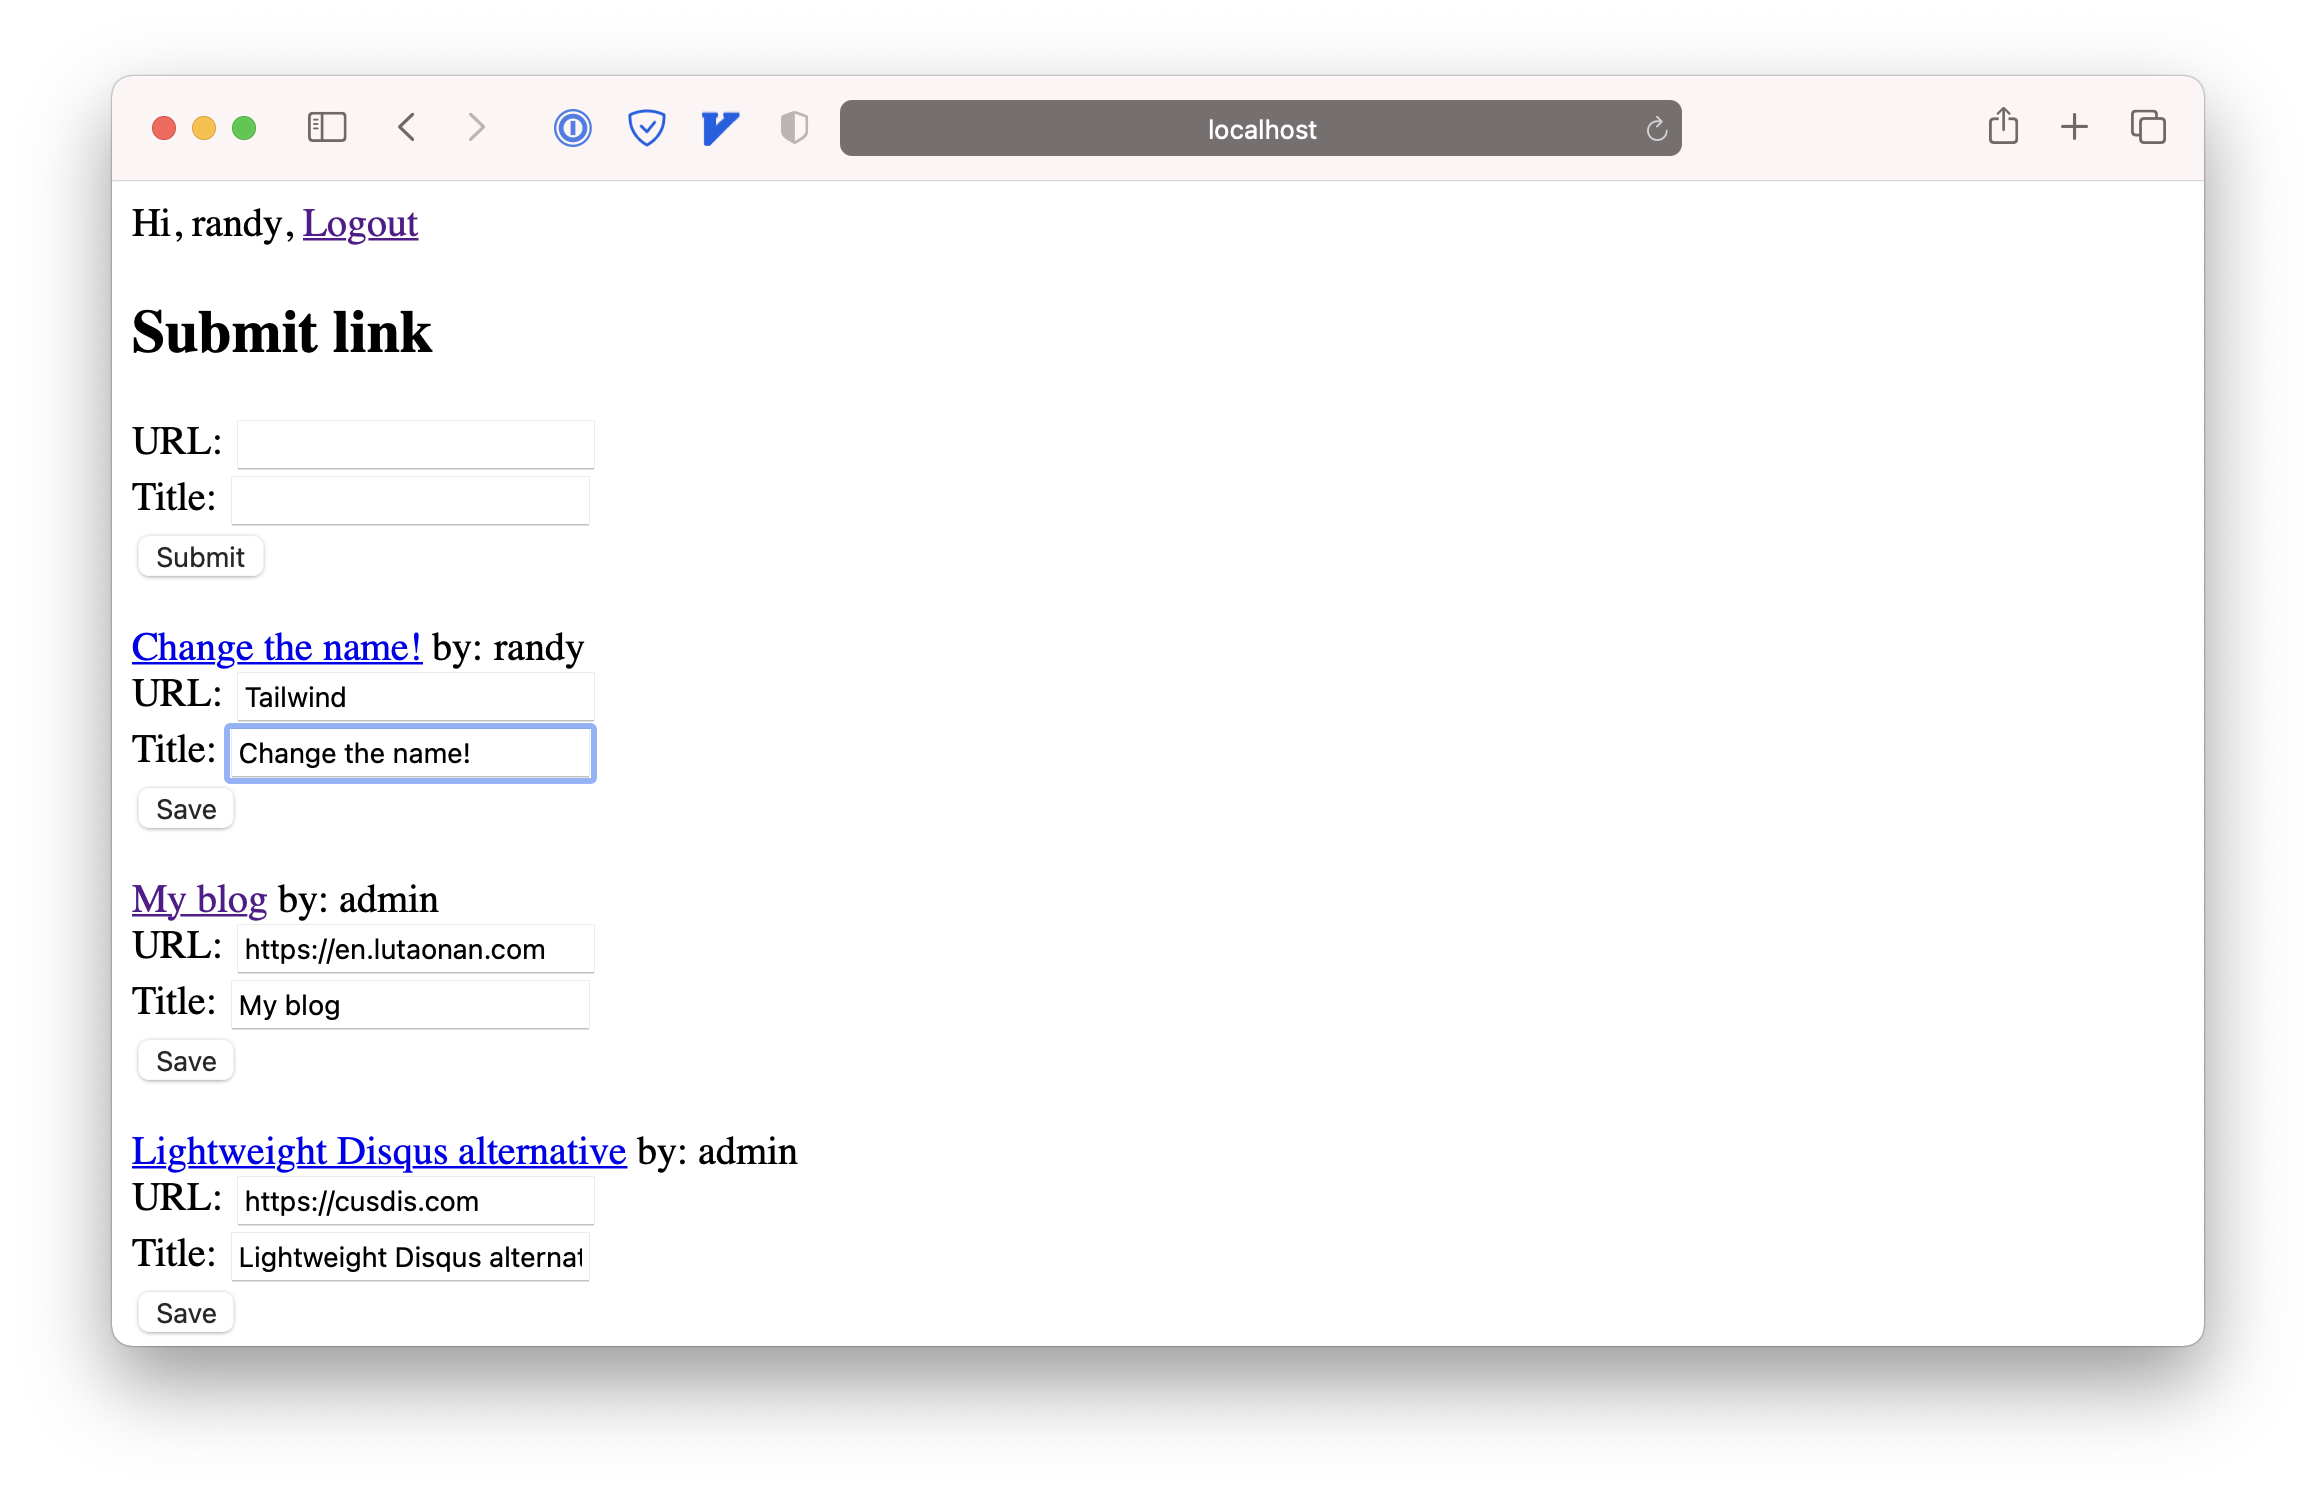 localhost
Hi, randy, Logout
Submit link
URL:
Title:
Submit
Change the name! by: randy
URL: Tailwind
Title: Change the name!
Save
My blog by: admin
URL: https://en.lutaonan.com
Title: My blog
Save
Lightweight Disqus alternative by: admin
URL: https://cusdis.com
Title: Lightweight Disqus alternat
Save